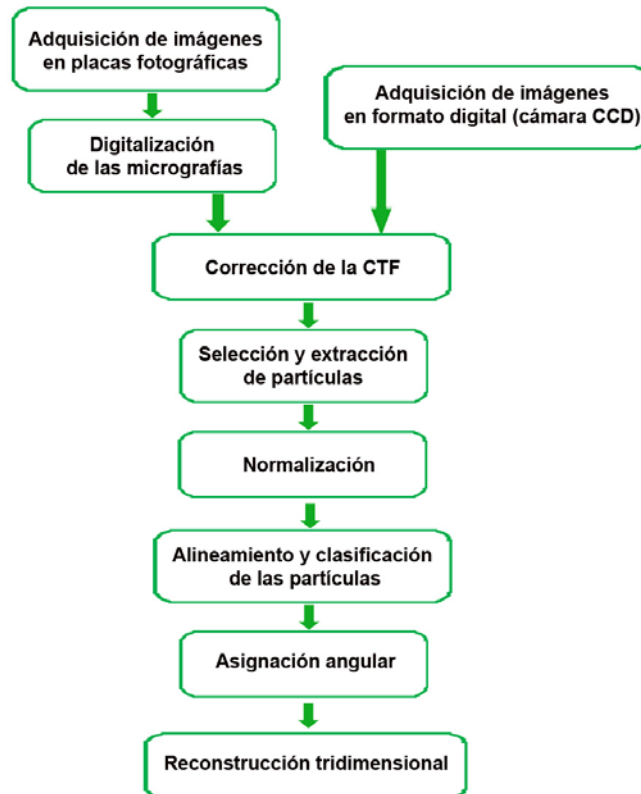 Adquisición de imágenes
en placas fotográficas
Adquisición de imágenes
en formato digital (cámara CCD)
Digitalización
de las micrografías
Corrección de la CTF
Selección y extracción
de partículas
Normalización
Alineamiento y clasificación
de las partículas
Asignación angular
Reconstrucción tridimensional